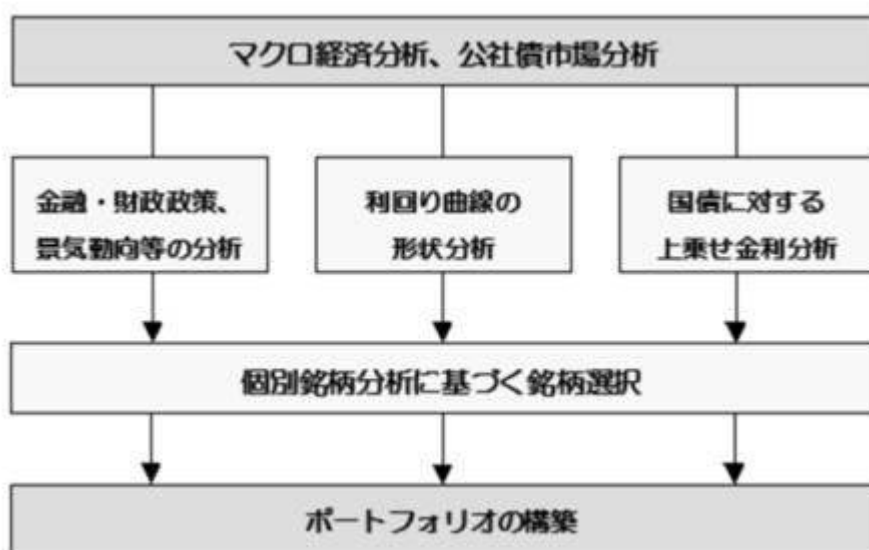 マクロ経済分析、公社債市場分析
金融・財政政策、
景気動向等の分析
利回り曲線の
形状分析
国債に対する
上乗せ金利分析
個別銘柄分析に基づく銘柄選択
ポートフォリオの構築